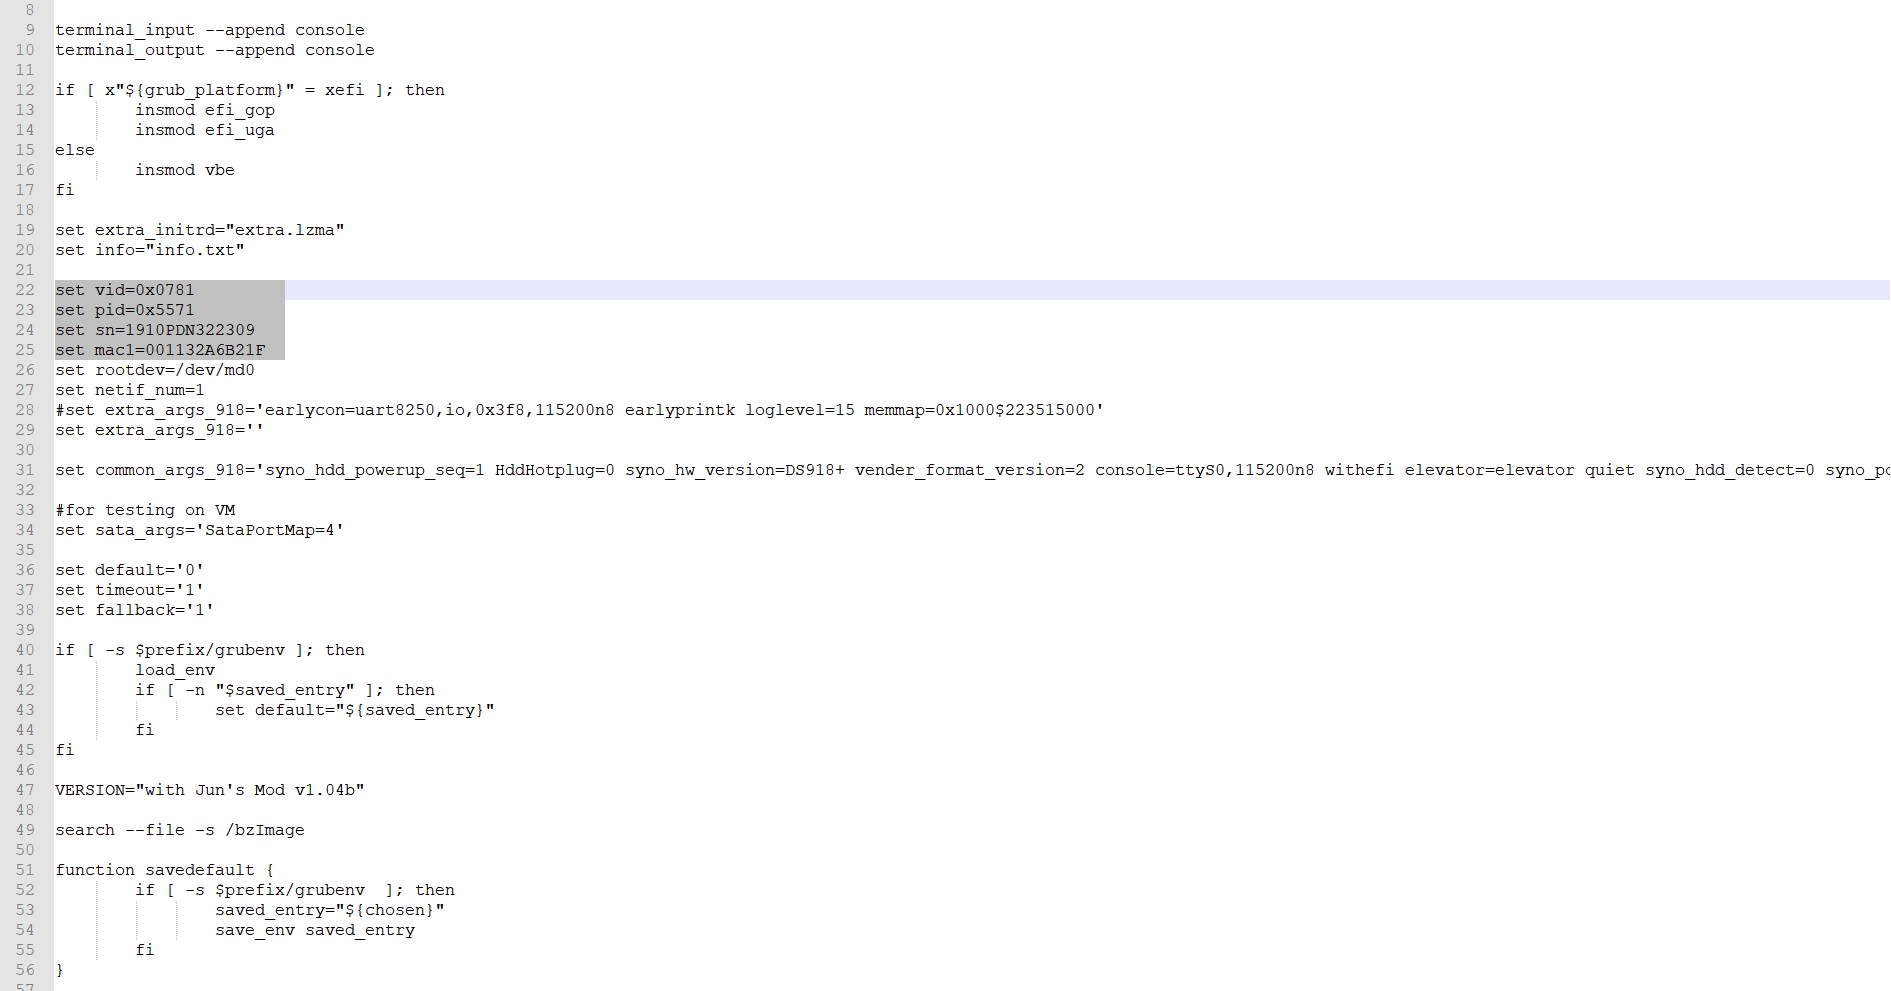 8
9 terminal_input --append console
10 terminal_output --append console
11
12 if [ x"${grub_platform}" = xefi ]; then
13 insmod efi_gop
14 insmod efi_uga
15 else
16 insmod vbe
17 fi
18
19 set extra_initrd="extra.lzma"
20 set info="info.txt"
21
22 set vid=0x0781
23 set pid=0x5571
24 set sn=1910PDN322309
25 set mac1=001132A6B21F
26 set rootdev=/dev/md0
27 set netif_num=1
28 #set extra_args_918='earlycon=uart8250,io,0x3f8,115200n8 earlyprintk loglevel=15 memmap=0x1000$223515000'
29 set extra_args_918=''
30
31 set common_args_918='syno_hdd_powerup_seq=1 HddHotplug=0 syno_hw_version=DS918+ vender_format_version=2 console=ttyS0,115200n8 withefi elevator=elevator quiet syno_hdd_detect=0 syno_po
32
33 #for testing on VM
34 set sata_args='SataPortMap=4'
35
36 set default='0'
37 set timeout='1'
38 set fallback='1'
39
40 if [ -s $prefix/grubenv ]; then
41 load_env
42 if [ -n "$saved_entry" ]; then
43 set default="${saved_entry}"
44 fi
45 fi
46
47 VERSION="with Jun's Mod v1.04b"
48
49 search --file -s /bzImage
50
51 function savedefault {
52 if [ -s $prefix/grubenv  ]; then
53 saved_entry="${chosen}"
54 save_env saved_entry
55 fi
56 }
57